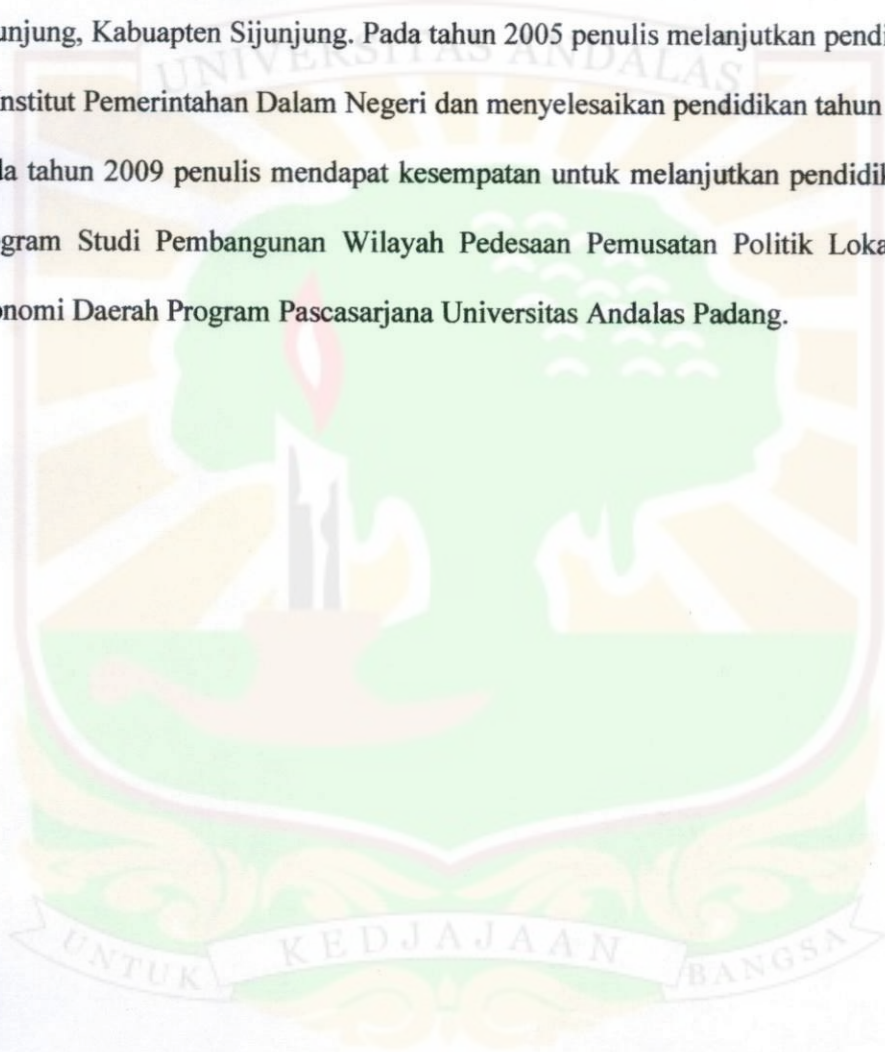 unjung, Kabuapten Sijunjung. Pada tahun 2005 penulis melanjutkan pendi
nstitut Pemerintahan Dalam Negeri dan menyelesaikan pendidikan tahun
da tahun 2009 penulis mendapat kesempatan untuk melanjutkan pendidik
gram Studi Pembangunan Wilayah Pedesaan Pemusatan Politik Loka
onomi Daerah Program Pascasarjana Universitas Andalas Padang.
UNIVERSITAS ANDALAS
UNTUK KEDJAJAAN BANGSA